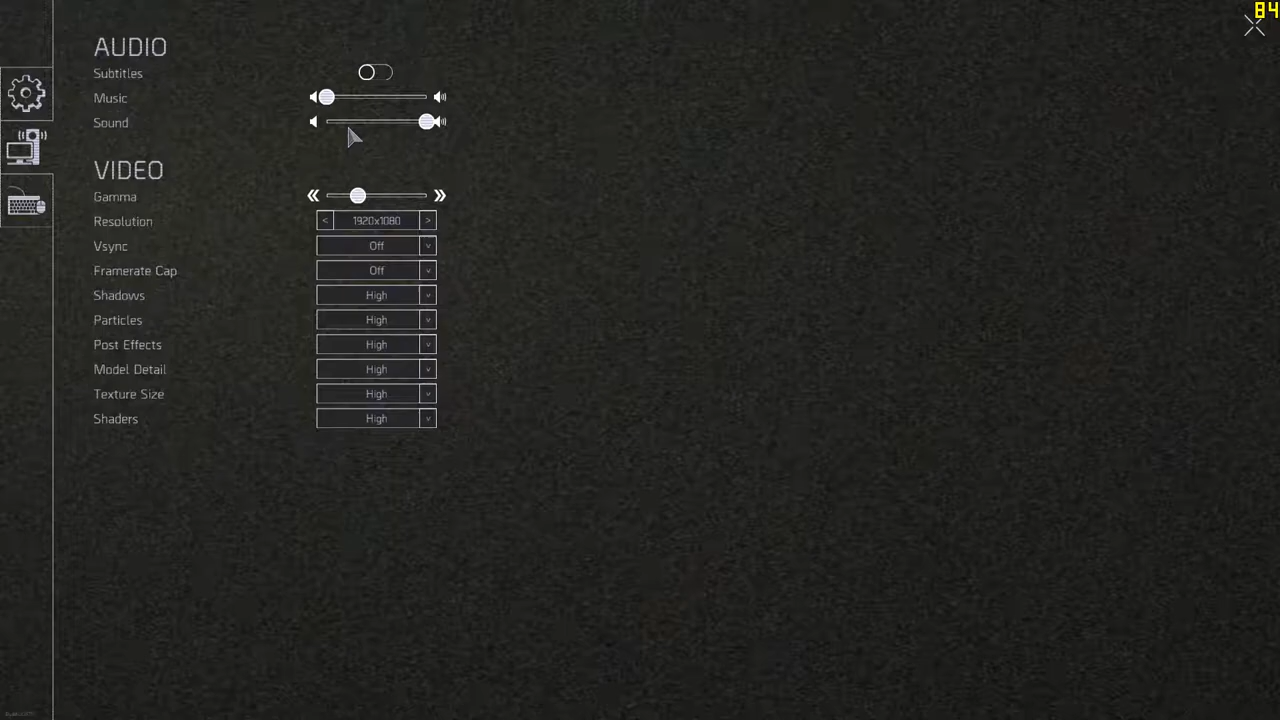 84
AUDIO
Subtitles
Music
Sound
VIDEO
Gamma
Resolution < 1920x1080 >
Vsync Off
Framerate Cap Off
Shadows High
Particles High
Post Effects High
Model Detail High
Texture Size High
Shaders High